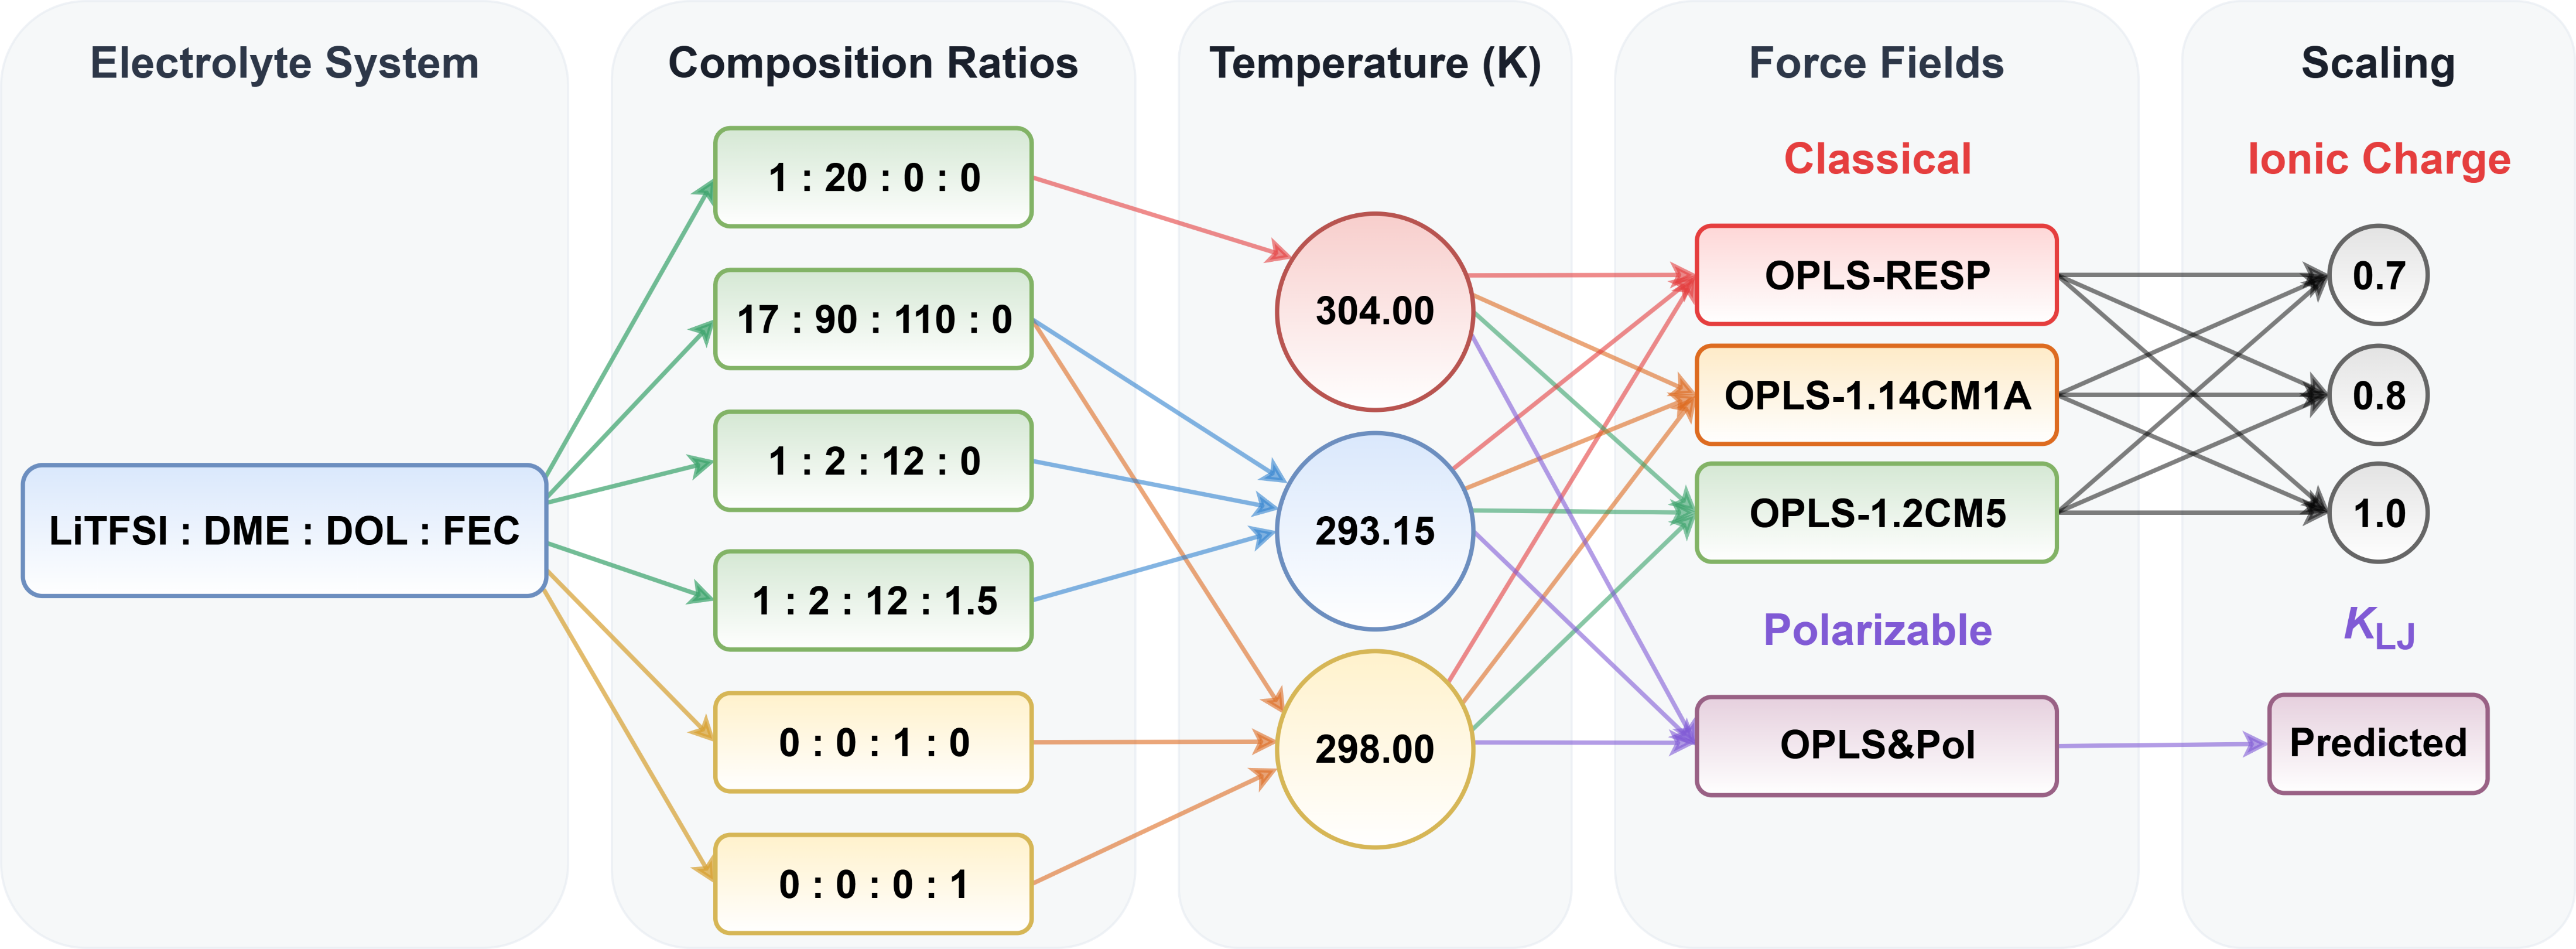 Electrolyte System
LiTFSI : DME : DOL : FEC
Composition Ratios
1 : 20 : 0 : 0
17 : 90 : 110 : 0
1 : 2 : 12 : 0
1 : 2 : 12 : 1.5
0 : 0 : 1 : 0
0 : 0 : 0 : 1
Temperature (K)
304.00
293.15
298.00
Force Fields
Classical
OPLS-RESP
OPLS-1.14CM1A
OPLS-1.2CM5
Polarizable
OPLS&Pol
Scaling
Ionic Charge
0.7
0.8
1.0
K_LJ
Predicted